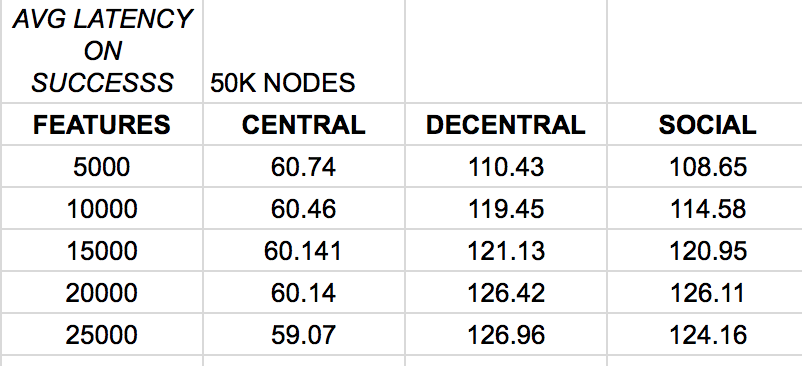 AVG LATENCY
ON
SUCCESSS 50K NODES
FEATURES CENTRAL DECENTRAL SOCIAL
5000 60.74 110.43 108.65
10000 60.46 119.45 114.58
15000 60.141 121.13 120.95
20000 60.14 126.42 126.11
25000 59.07 126.96 124.16